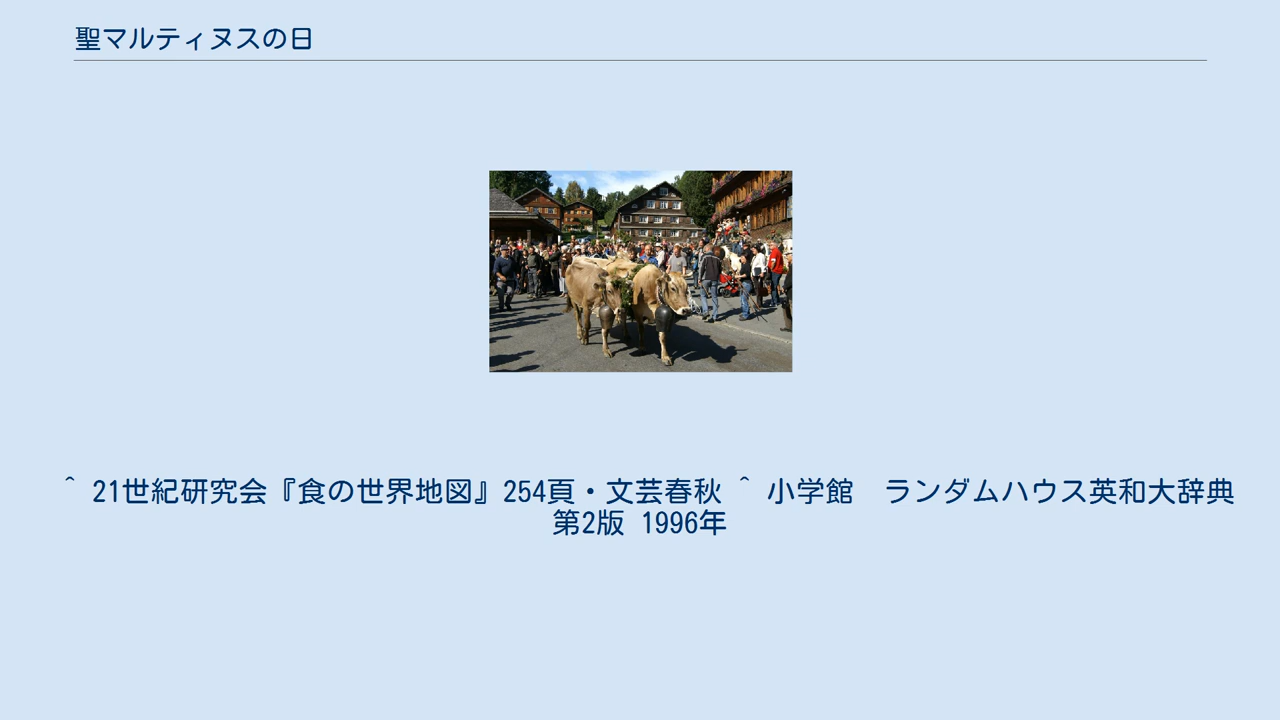 聖マルティヌスの日
^ 21世紀研究会『食の世界地図』254頁・文芸春秋 ^ 小学館　ランダムハウス英和大辞典
第2版 1996年